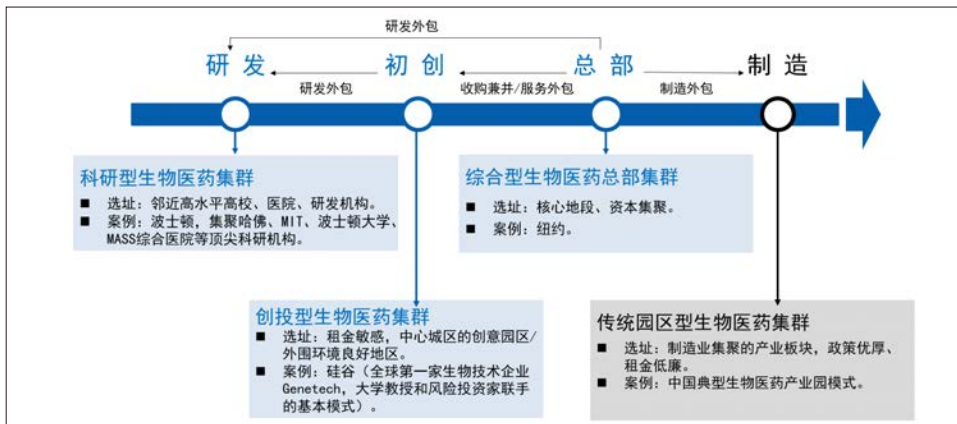 研发外包
研发 初创 总部 制造
研发外包 收购兼并/服务外包 制造外包
科研型生物医药集群
■ 选址：邻近高水平高校、医院、研发机构。
■ 案例：波士顿，集聚哈佛、MIT、波士顿大学、
MASS综合医院等顶尖科研机构。
综合型生物医药总部集群
■ 选址：核心地段、资本集聚。
■ 案例：纽约。
创投型生物医药集群
■ 选址：租金敏感，中心城区的创意园区/
外围环境良好地区。
■ 案例：硅谷（全球第一家生物技术企业
Genetech，大学教授和风险投资家联手
的基本模式）。
传统园区型生物医药集群
■ 选址：制造业集聚的产业板块，政策优厚、
租金低廉。
■ 案例：中国典型生物医药产业园模式。